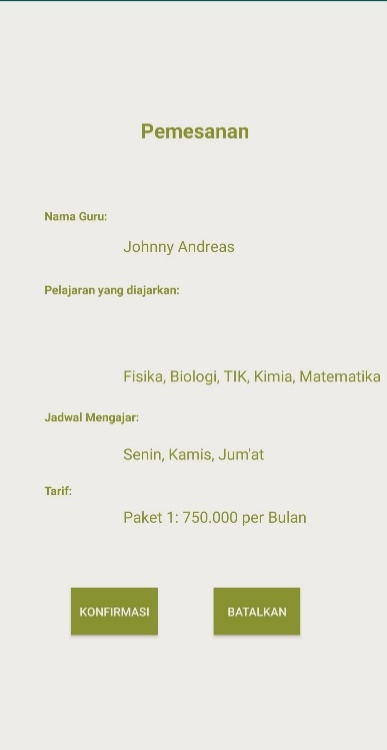 Pemesanan
Nama Guru:
Johnny Andreas
Pelajaran yang diajarkan:
Fisika, Biologi, TIK, Kimia, Matematika
Jadwal Mengajar:
Senin, Kamis, Jum'at
Tarif:
Paket 1: 750.000 per Bulan
KONFIRMASI
BATALKAN